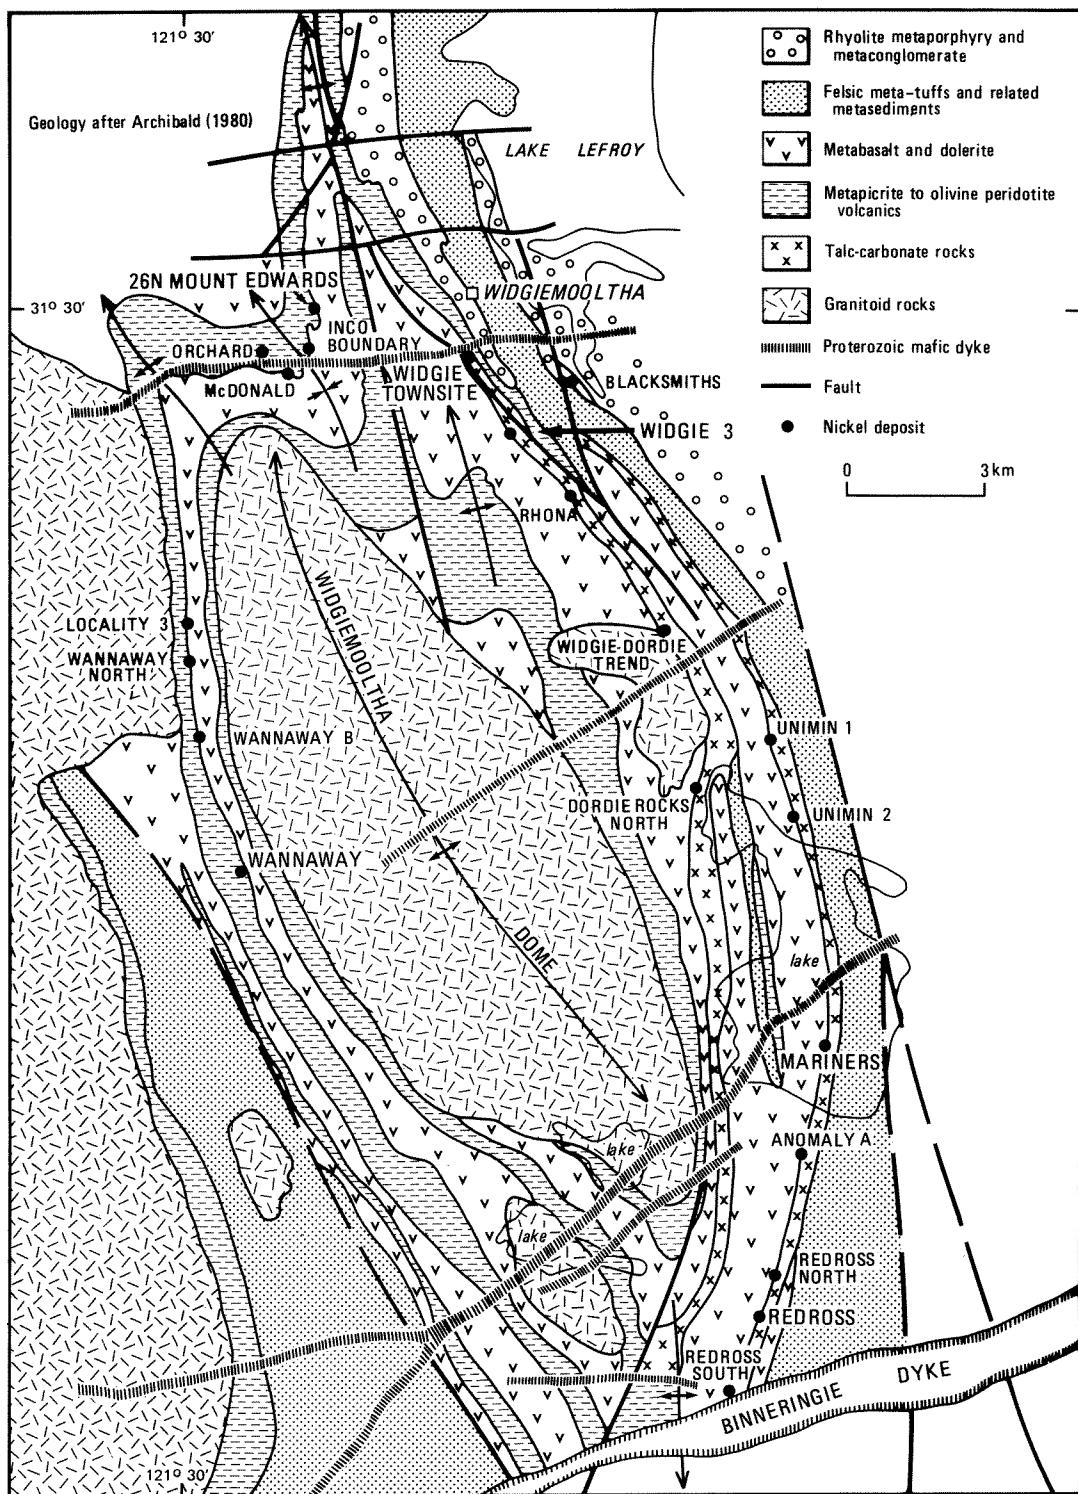 121° 30′
Geology after Archibald (1980)
LAKE LEFROY
Rhyolite metaporphyry and
metaconglomerate
Felsic meta-tuffs and related
metasediments
Metabasalt and dolerite
Metapicrite to olivine peridotite
volcanics
Talc-carbonate rocks
Granitoid rocks
Proterozoic mafic dyke
Fault
Nickel deposit
0 3 km
31° 30′
26N MOUNT EDWARDS
WIDGIEMOOLTHA
ORCHARD
INCO
BOUNDARY
McDONALD
WIDGIE
TOWNSITE
BLACKSMITHS
WIDGIE 3
RHONA
LOCALITY 3
WANNAWAY
NORTH
WIDGIE-DORDIE
TREND
WANNAWAY B
UNIMIN 1
DORDIE ROCKS
NORTH
UNIMIN 2
WANNAWAY
WIDGIEMOOLTHA
DOME
lake
MARINERS
ANOMALY A
lake
lake
REDROSS
NORTH
REDROSS
REDROSS
SOUTH
BINNERINGIE DYKE
121° 30′